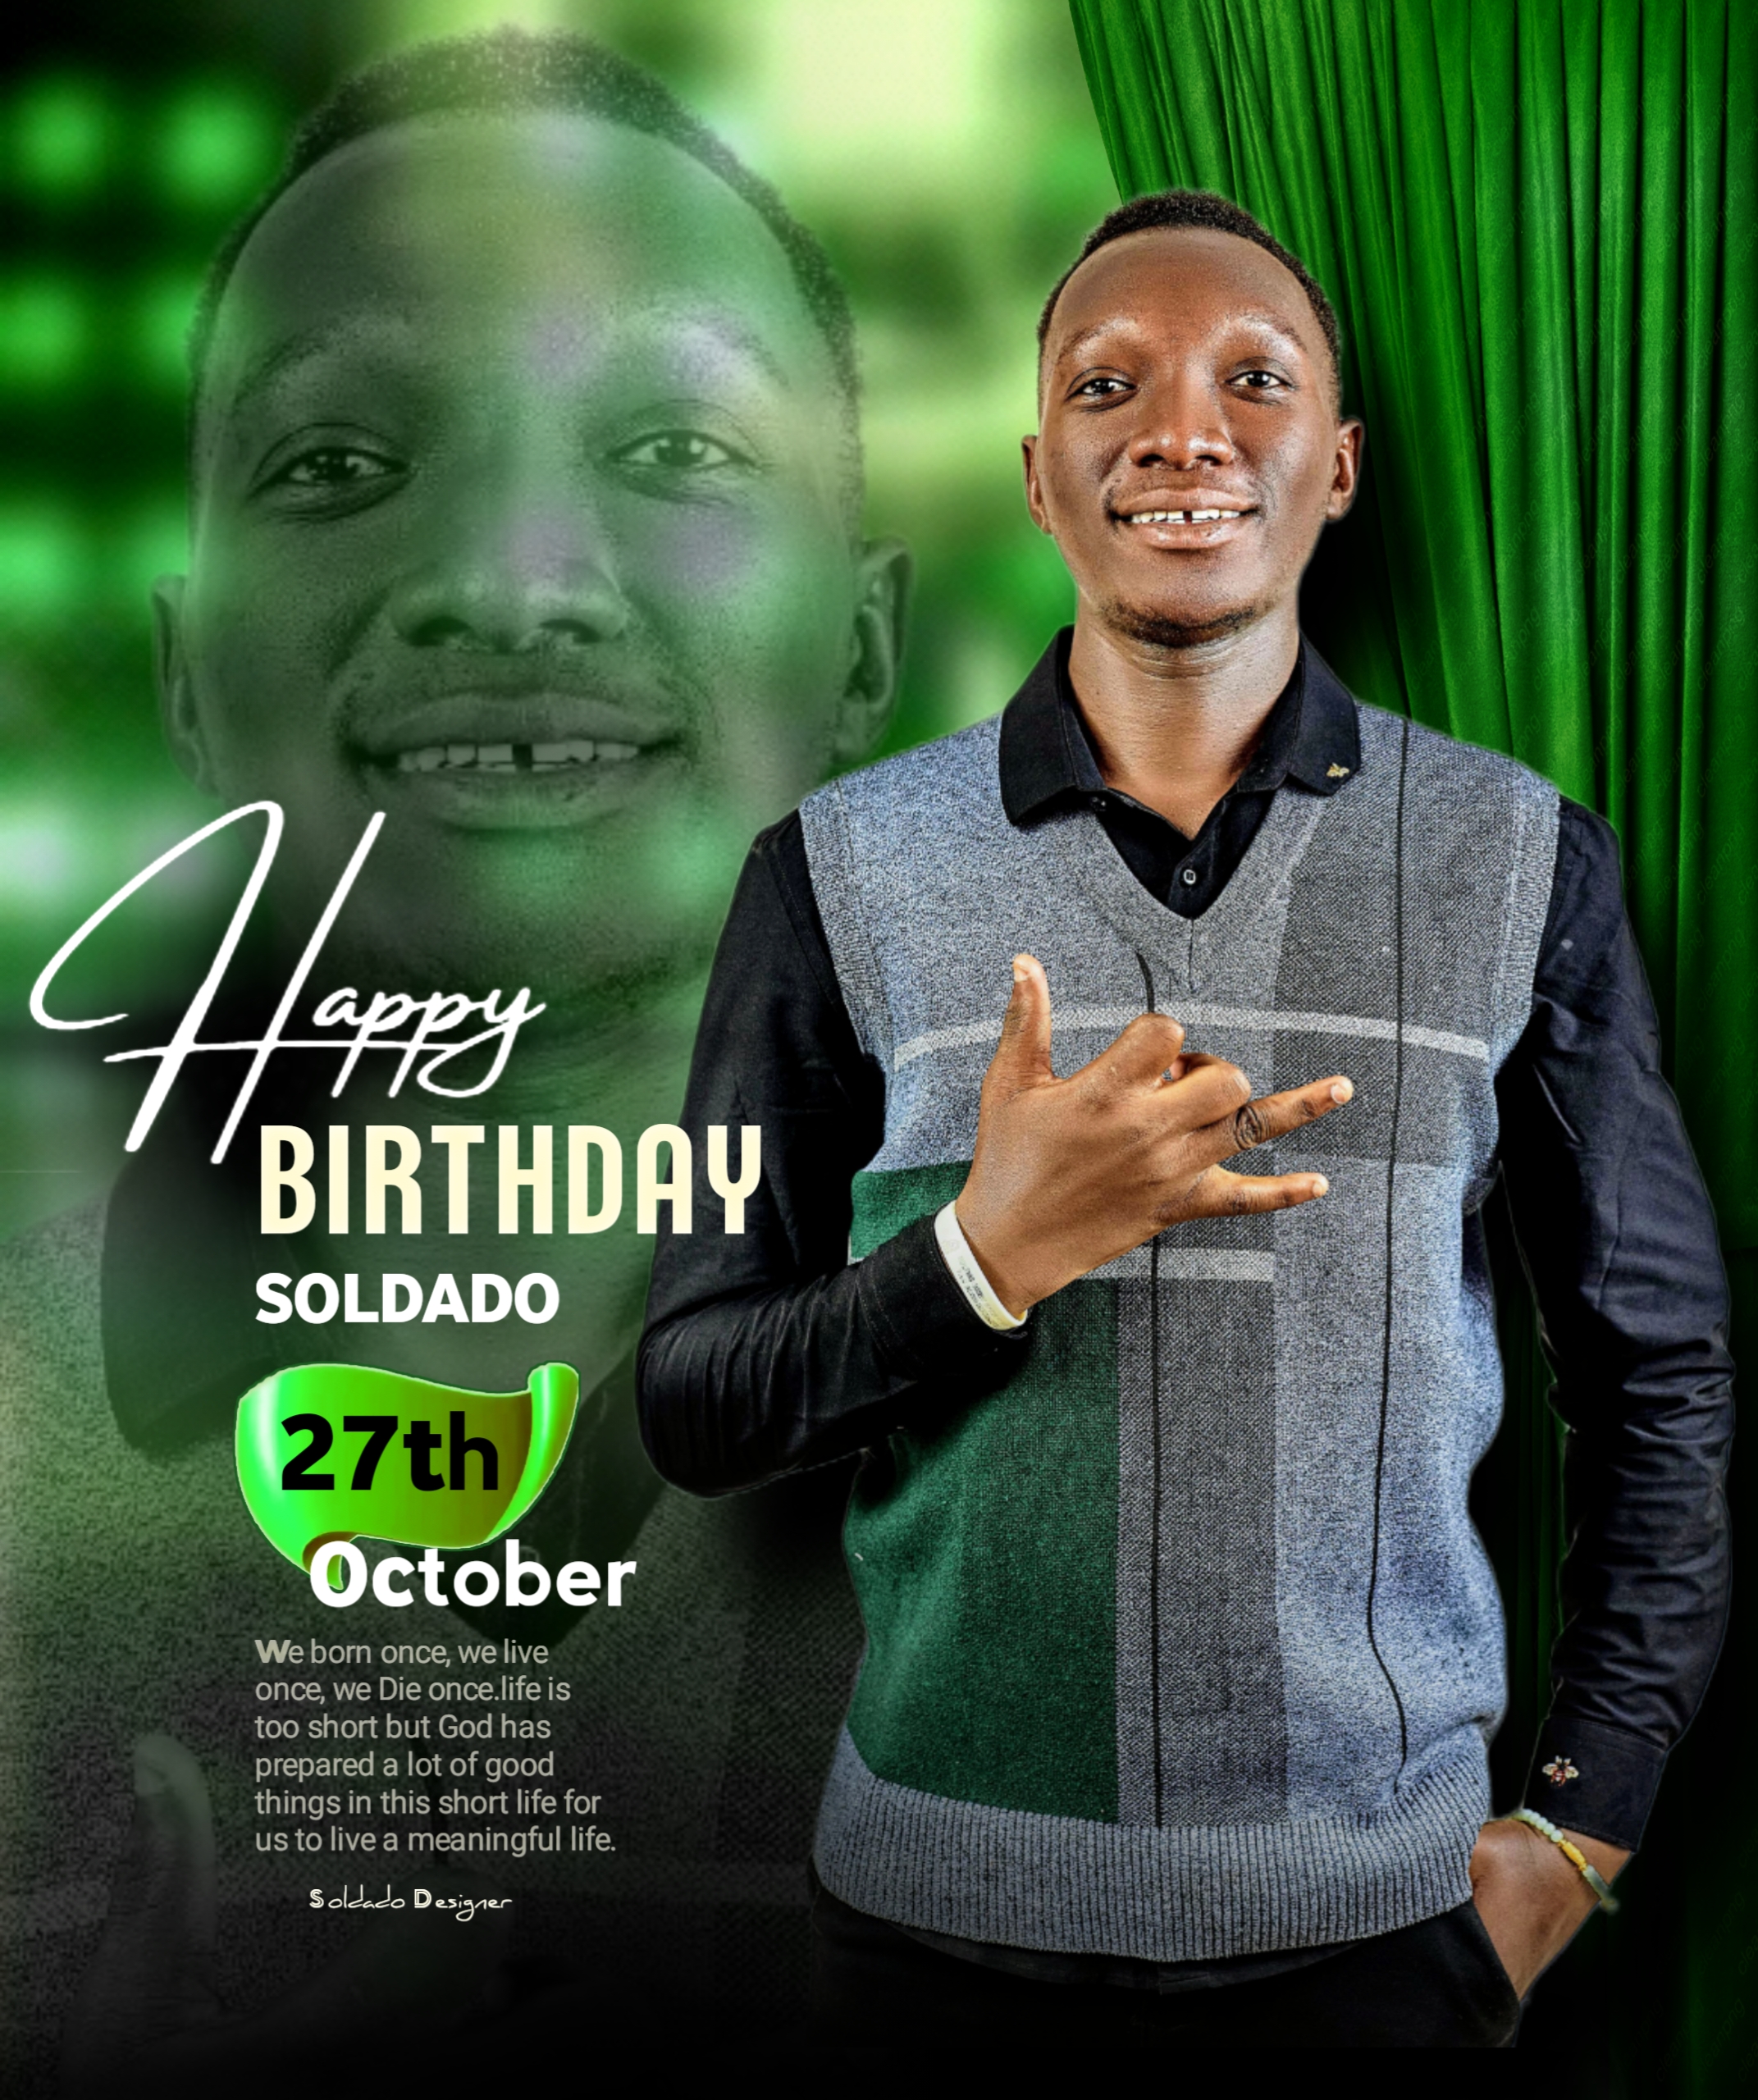 Happy
BIRTHDAY
SOLDADO
27th
October
We born once, we live
once, we Die once.life is
too short but God has
prepared a lot of good
things in this short life for
us to live a meaningful life.
Soldado Designer